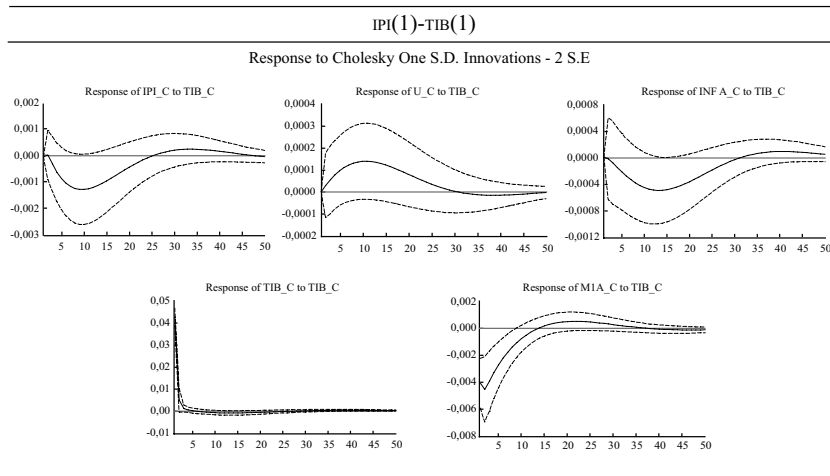 IPI(1)-TIB(1)
Response to Cholesky One S.D. Innovations - 2 S.E
Response of IPI_C to TIB_C
0,002
0,001
0,000
-0,001
-0,002
-0,003
5 10 15 20 25 30 35 40 45 50
Response of U_C to TIB_C
0,0004
0,0003
0,0002
0,0001
0,0000
-0,0001
-0,0002
5 10 15 20 25 30 35 40 45 50
Response of INF A_C to TIB_C
0,0008
0,0004
0,0000
-0,0004
-0,0008
-0,0012
5 10 15 20 25 30 35 40 45 50
Response of TIB_C to TIB_C
0,05
0,04
0,03
0,02
0,01
0,00
-0,01
5 10 15 20 25 30 35 40 45 50
Response of M1A_C to TIB_C
0,002
0,000
-0,002
-0,004
-0,006
-0,008
5 10 15 20 25 30 35 40 45 50